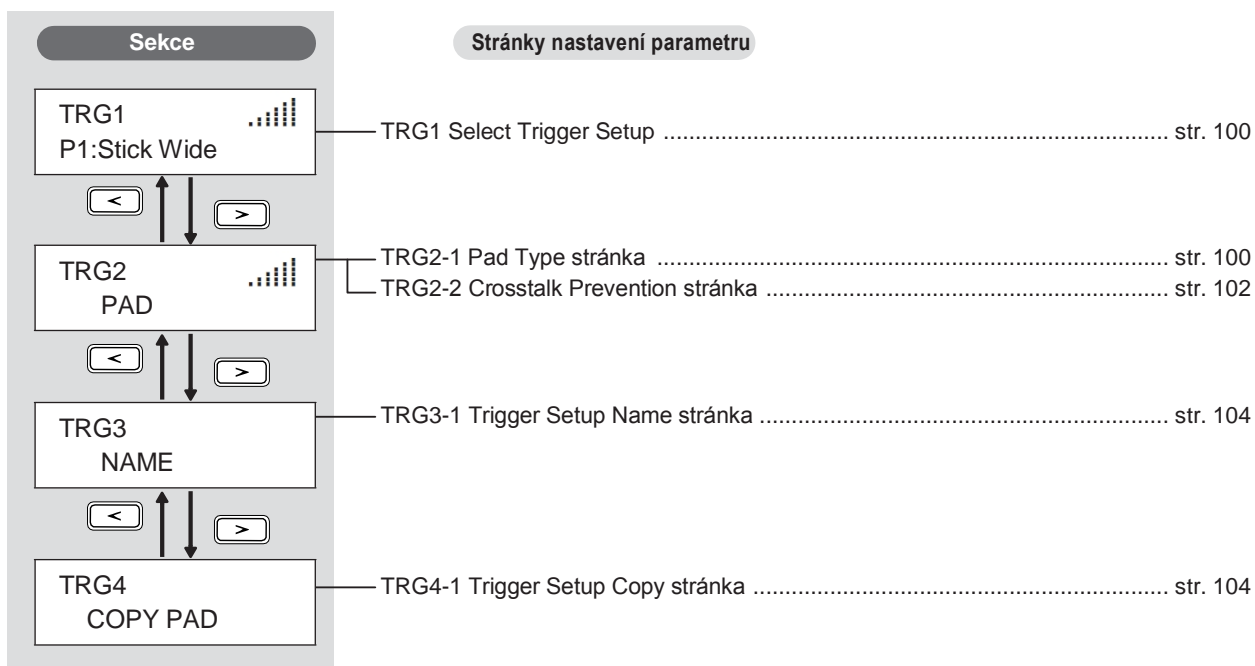 Sekce
Stránky nastavení parametru
TRG1
P1:Stick Wide
TRG1 Select Trigger Setup ................................................................ str. 100
<
>
TRG2
PAD
TRG2-1 Pad Type stránka ................................................................ str. 100
TRG2-2 Crosstalk Prevention stránka ................................................ str. 102
<
>
TRG3
NAME
TRG3-1 Trigger Setup Name stránka ................................................ str. 104
<
>
TRG4
COPY PAD
TRG4-1 Trigger Setup Copy stránka ................................................ str. 104